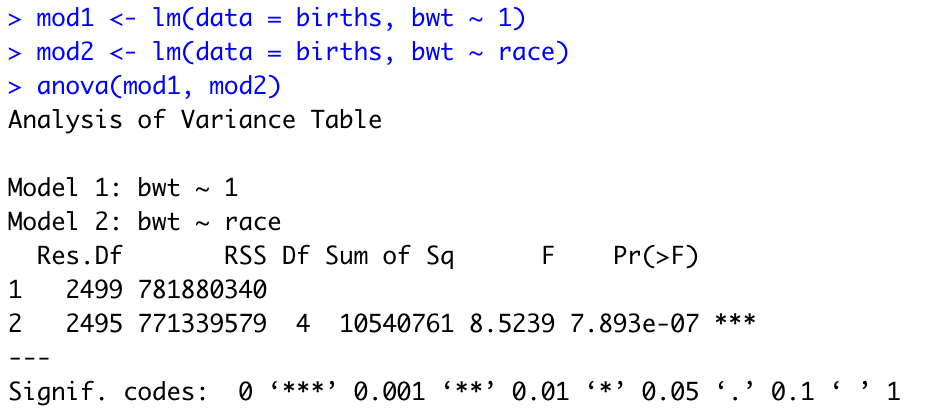 > mod1 <- lm(data = births, bwt ~ 1)
> mod2 <- lm(data = births, bwt ~ race)
> anova(mod1, mod2)
Analysis of Variance Table

Model 1: bwt ~ 1
Model 2: bwt ~ race
  Res.Df       RSS Df Sum of Sq      F    Pr(>F)
1   2499 781880340
2   2495 771339579  4  10540761 8.5239 7.893e-07 ***
---
Signif. codes:  0 ‘***’ 0.001 ‘**’ 0.01 ‘*’ 0.05 ‘.’ 0.1 ‘ ’ 1